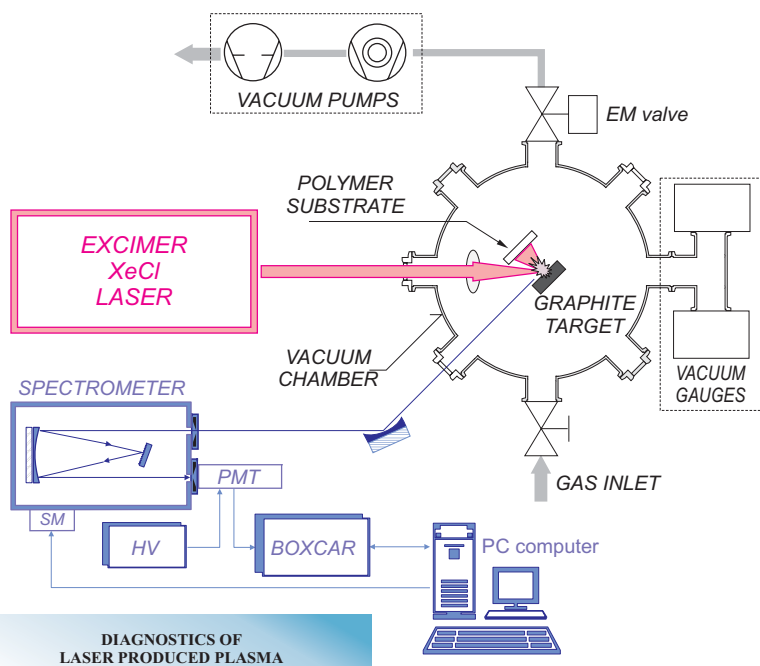 VACUUM PUMPS
EM valve
POLYMER
SUBSTRATE
EXCIMER
XeCl
LASER
GRAPHITE
TARGET
VACUUM
CHAMBER
VACUUM
GAUGES
SPECTROMETER
PMT
GAS INLET
SM
HV
BOXCAR
PC computer
DIAGNOSTICS OF
LASER PRODUCED PLASMA